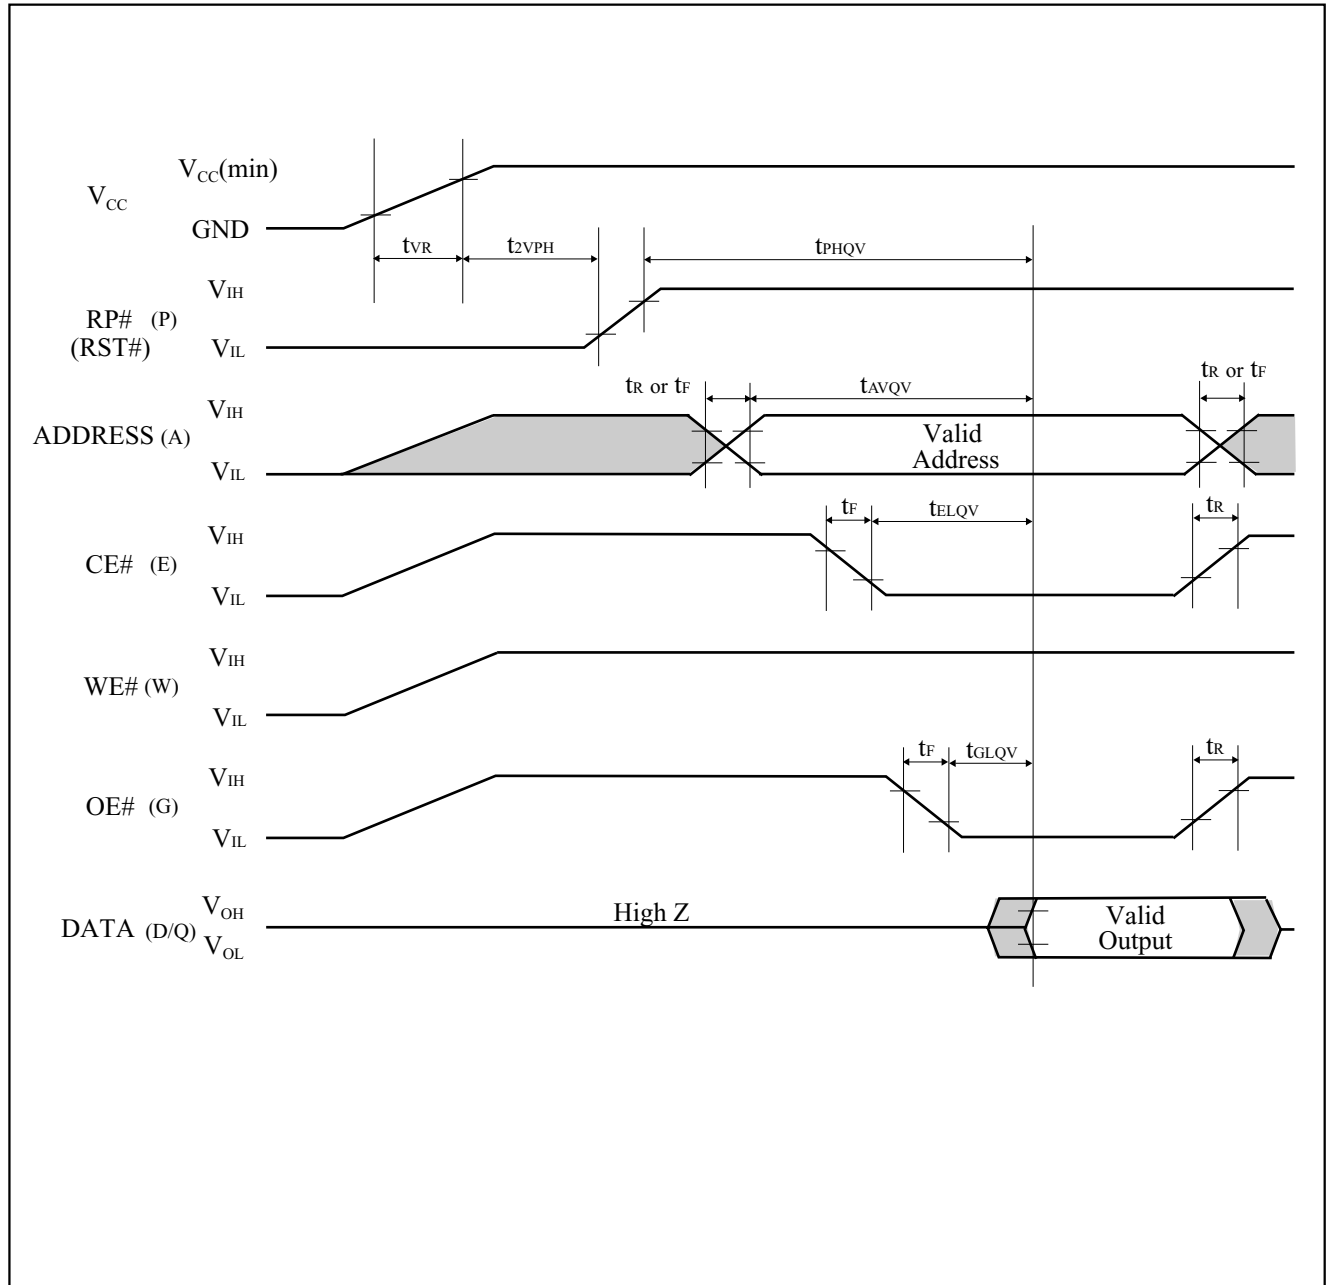 VCC(min)
VCC
GND
tVR
t2VPH
tPHQV
VIH
RP# (P)
(RST#)
VIL
tR or tF
tAVQV
tR or tF
VIH
ADDRESS (A)
Valid
Address
VIL
tF
tELQV
tR
VIH
CE# (E)
VIL
VIH
WE# (W)
VIL
tF
tGLQV
tR
VIH
OE# (G)
VIL
VOH
High Z
Valid
Output
DATA (D/Q)
VOL